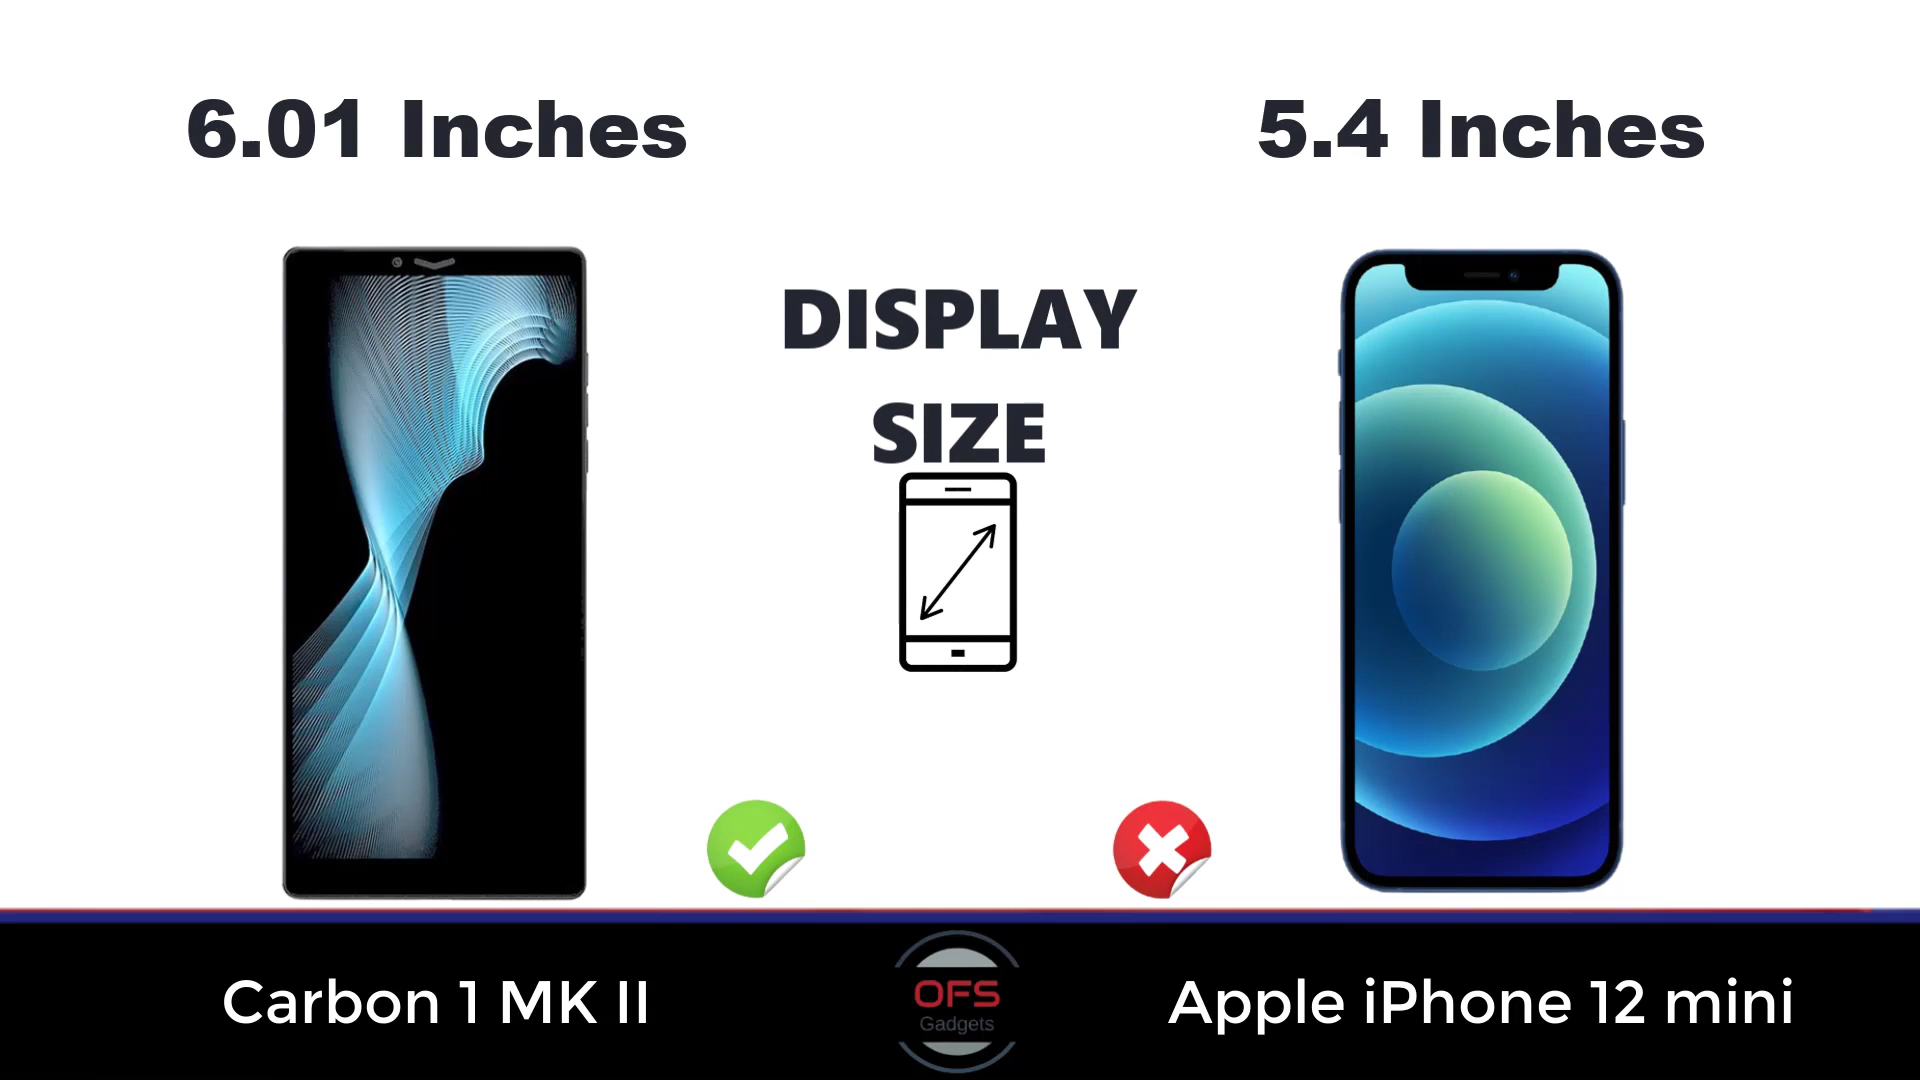 6.01 Inches
5.4 Inches
DISPLAY
SIZE
Carbon 1 MK II
OFS
Gadgets
Apple iPhone 12 mini